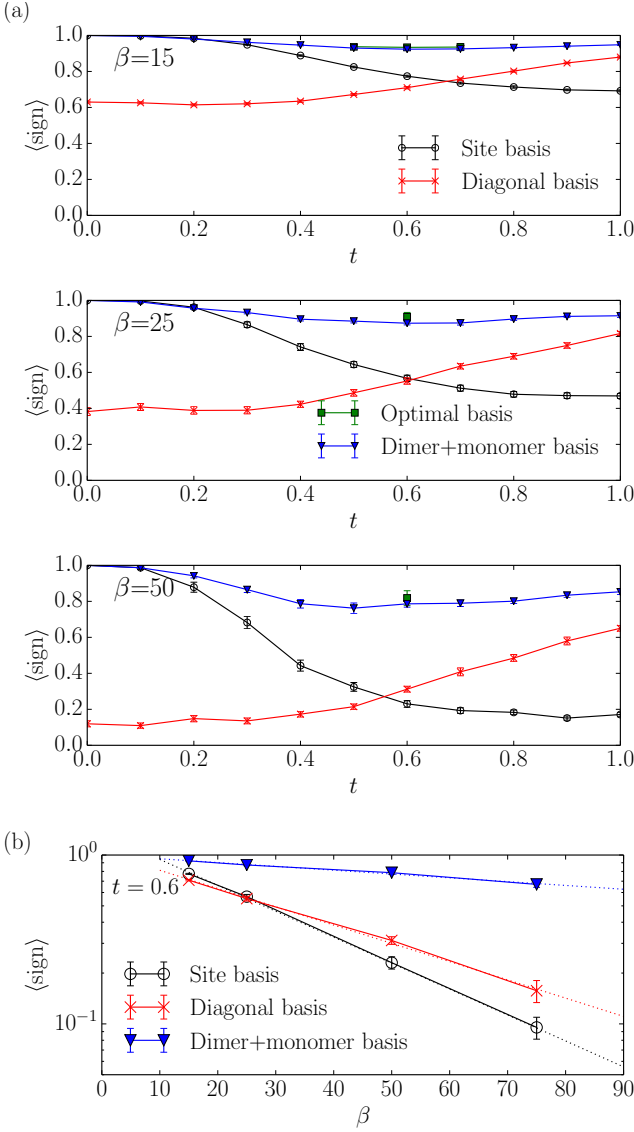 (a)
1.0
0.8
0.6
0.4
0.2
0.0
⟨sign⟩
β=15
Site basis
Diagonal basis
0.0 0.2 0.4 0.6 0.8 1.0
t
1.0
0.8
0.6
0.4
0.2
0.0
⟨sign⟩
β=25
Optimal basis
Dimer+monomer basis
0.0 0.2 0.4 0.6 0.8 1.0
t
1.0
0.8
0.6
0.4
0.2
0.0
⟨sign⟩
β=50
0.0 0.2 0.4 0.6 0.8 1.0
t
(b)
10⁰
10⁻¹
⟨sign⟩
t = 0.6
Site basis
Diagonal basis
Dimer+monomer basis
0 10 20 30 40 50 60 70 80 90
β